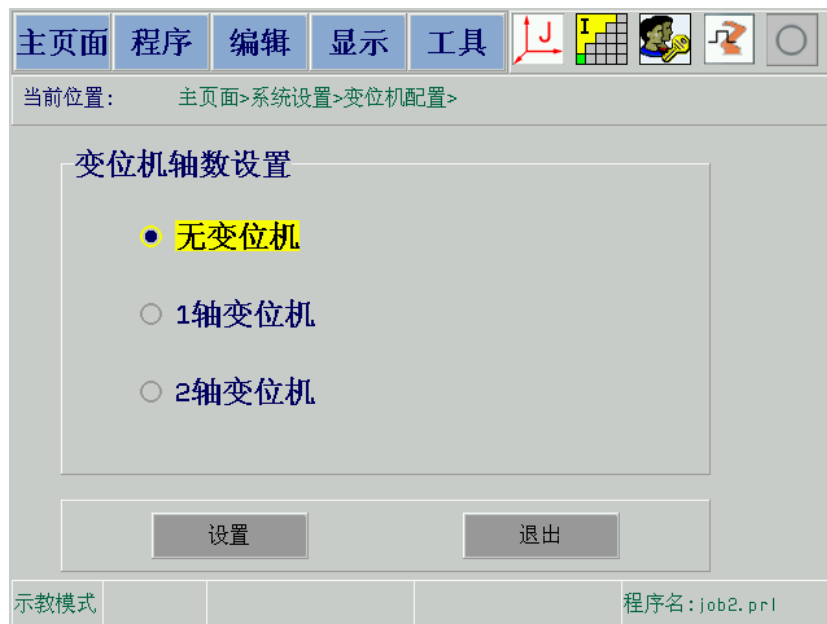 主页面 程序 编辑 显示 工具 J I
当前位置: 主页面>系统设置>变位机配置>
变位机轴数设置
无变位机
1轴变位机
2轴变位机
设置 退出
示教模式 程序名:job2.prl